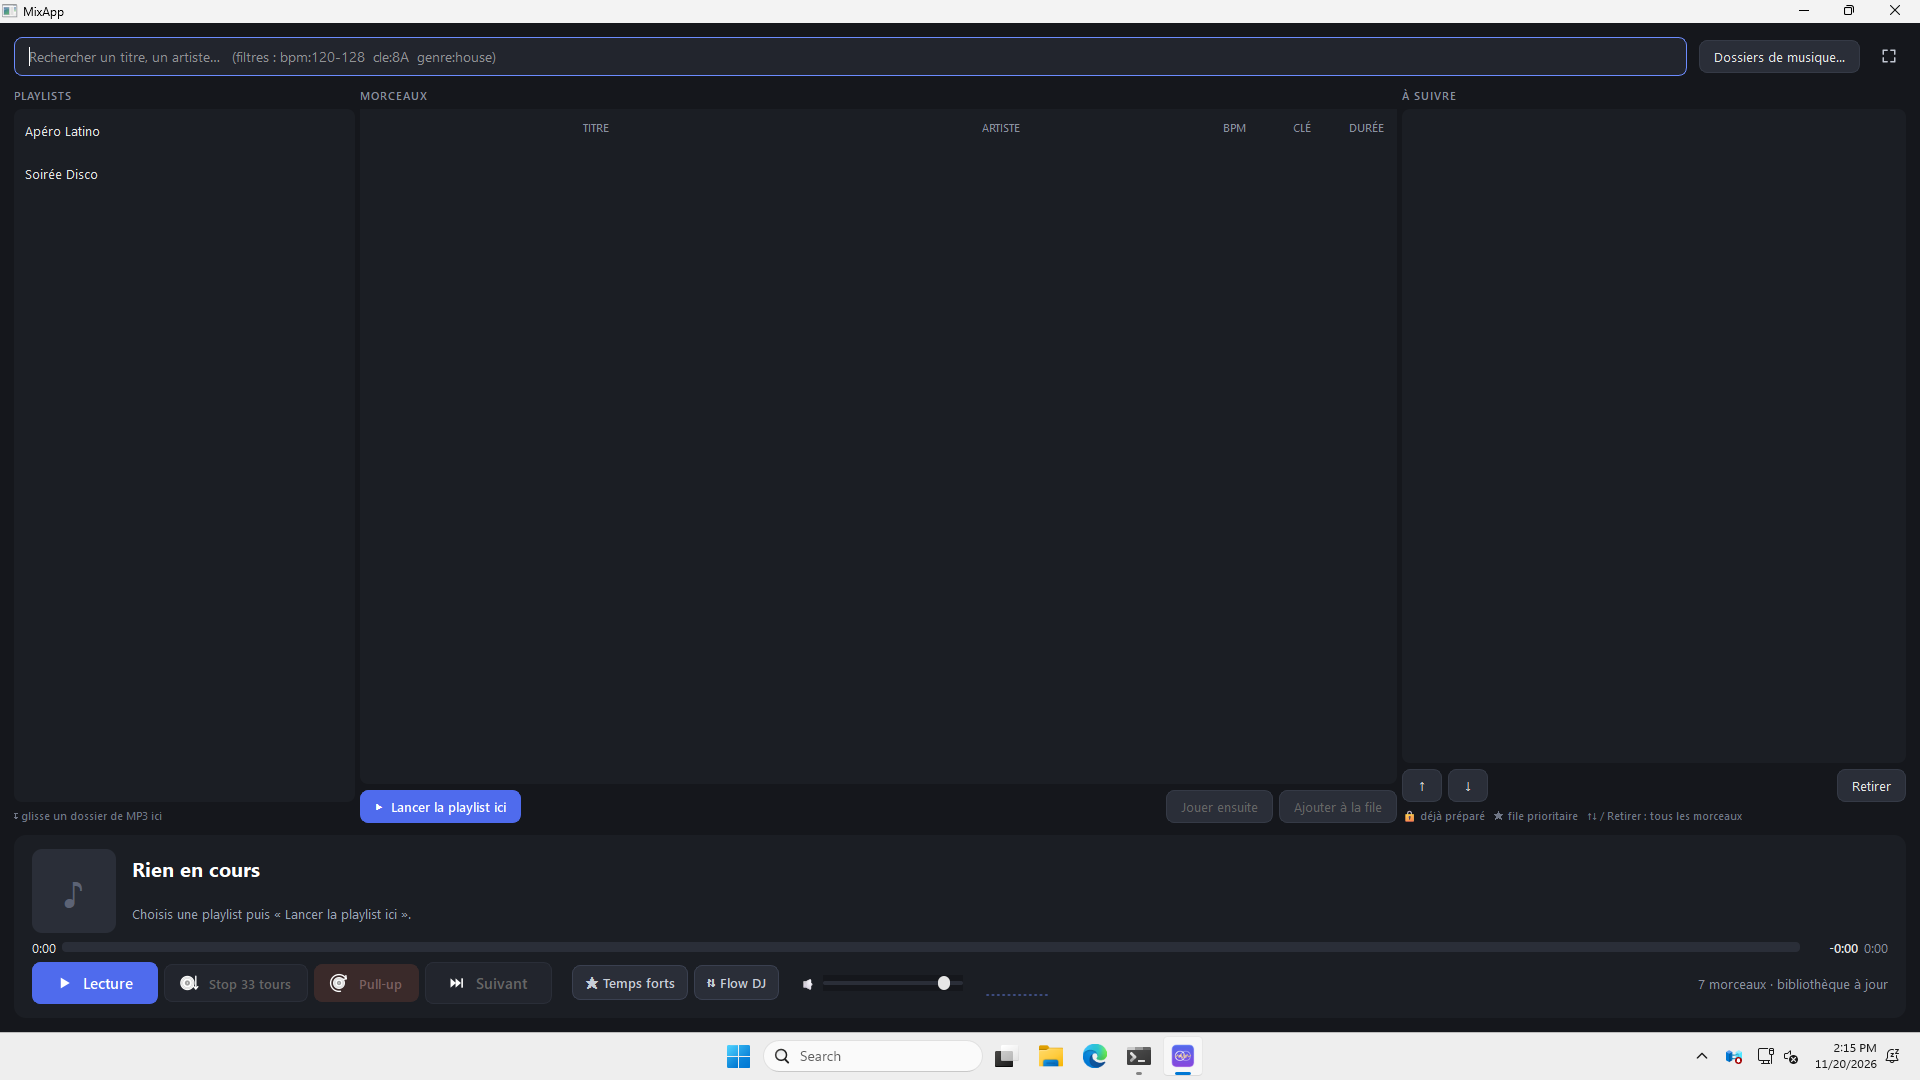 MixApp
Rechercher un titre, un artiste... (filtres : bpm:120-128 cle:8A genre:house)
Dossiers de musique...
PLAYLISTS
MORCEAUX
À SUIVRE
Apéro Latino
Soirée Disco
TITRE ARTISTE BPM CLÉ DURÉE
glisse un dossier de MP3 ici
Lancer la playlist ici
Jouer ensuite
Ajouter à la file
↑ ↓
Retirer
déjà préparé ★ file prioritaire ↑↓ / Retirer : tous les morceaux
Rien en cours
Choisis une playlist puis « Lancer la playlist ici ».
0:00
-0:00 0:00
Lecture
Stop 33 tours
Pull-up
Suivant
★ Temps forts
⇅ Flow DJ
7 morceaux · bibliothèque à jour
Search
2:15 PM
11/20/2026